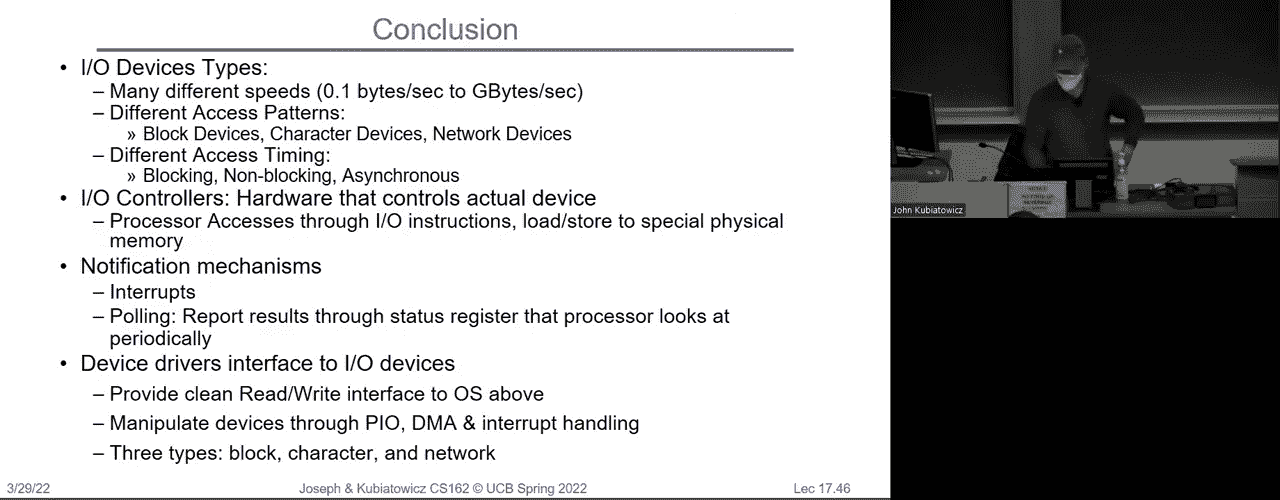 Conclusion
• I/O Devices Types:
– Many different speeds (0.1 bytes/sec to GBytes/sec)
– Different Access Patterns:
» Block Devices, Character Devices, Network Devices
– Different Access Timing:
» Blocking, Non-blocking, Asynchronous
• I/O Controllers: Hardware that controls actual device
– Processor Accesses through I/O instructions, load/store to special physical
memory
• Notification mechanisms
– Interrupts
– Polling: Report results through status register that processor looks at
periodically
• Device drivers interface to I/O devices
– Provide clean Read/Write interface to OS above
– Manipulate devices through PIO, DMA & interrupt handling
– Three types: block, character, and network
3/29/22 Joseph & Kubiatowicz CS162 © UCB Spring 2022 Lec 17.46
John Kubiatowicz